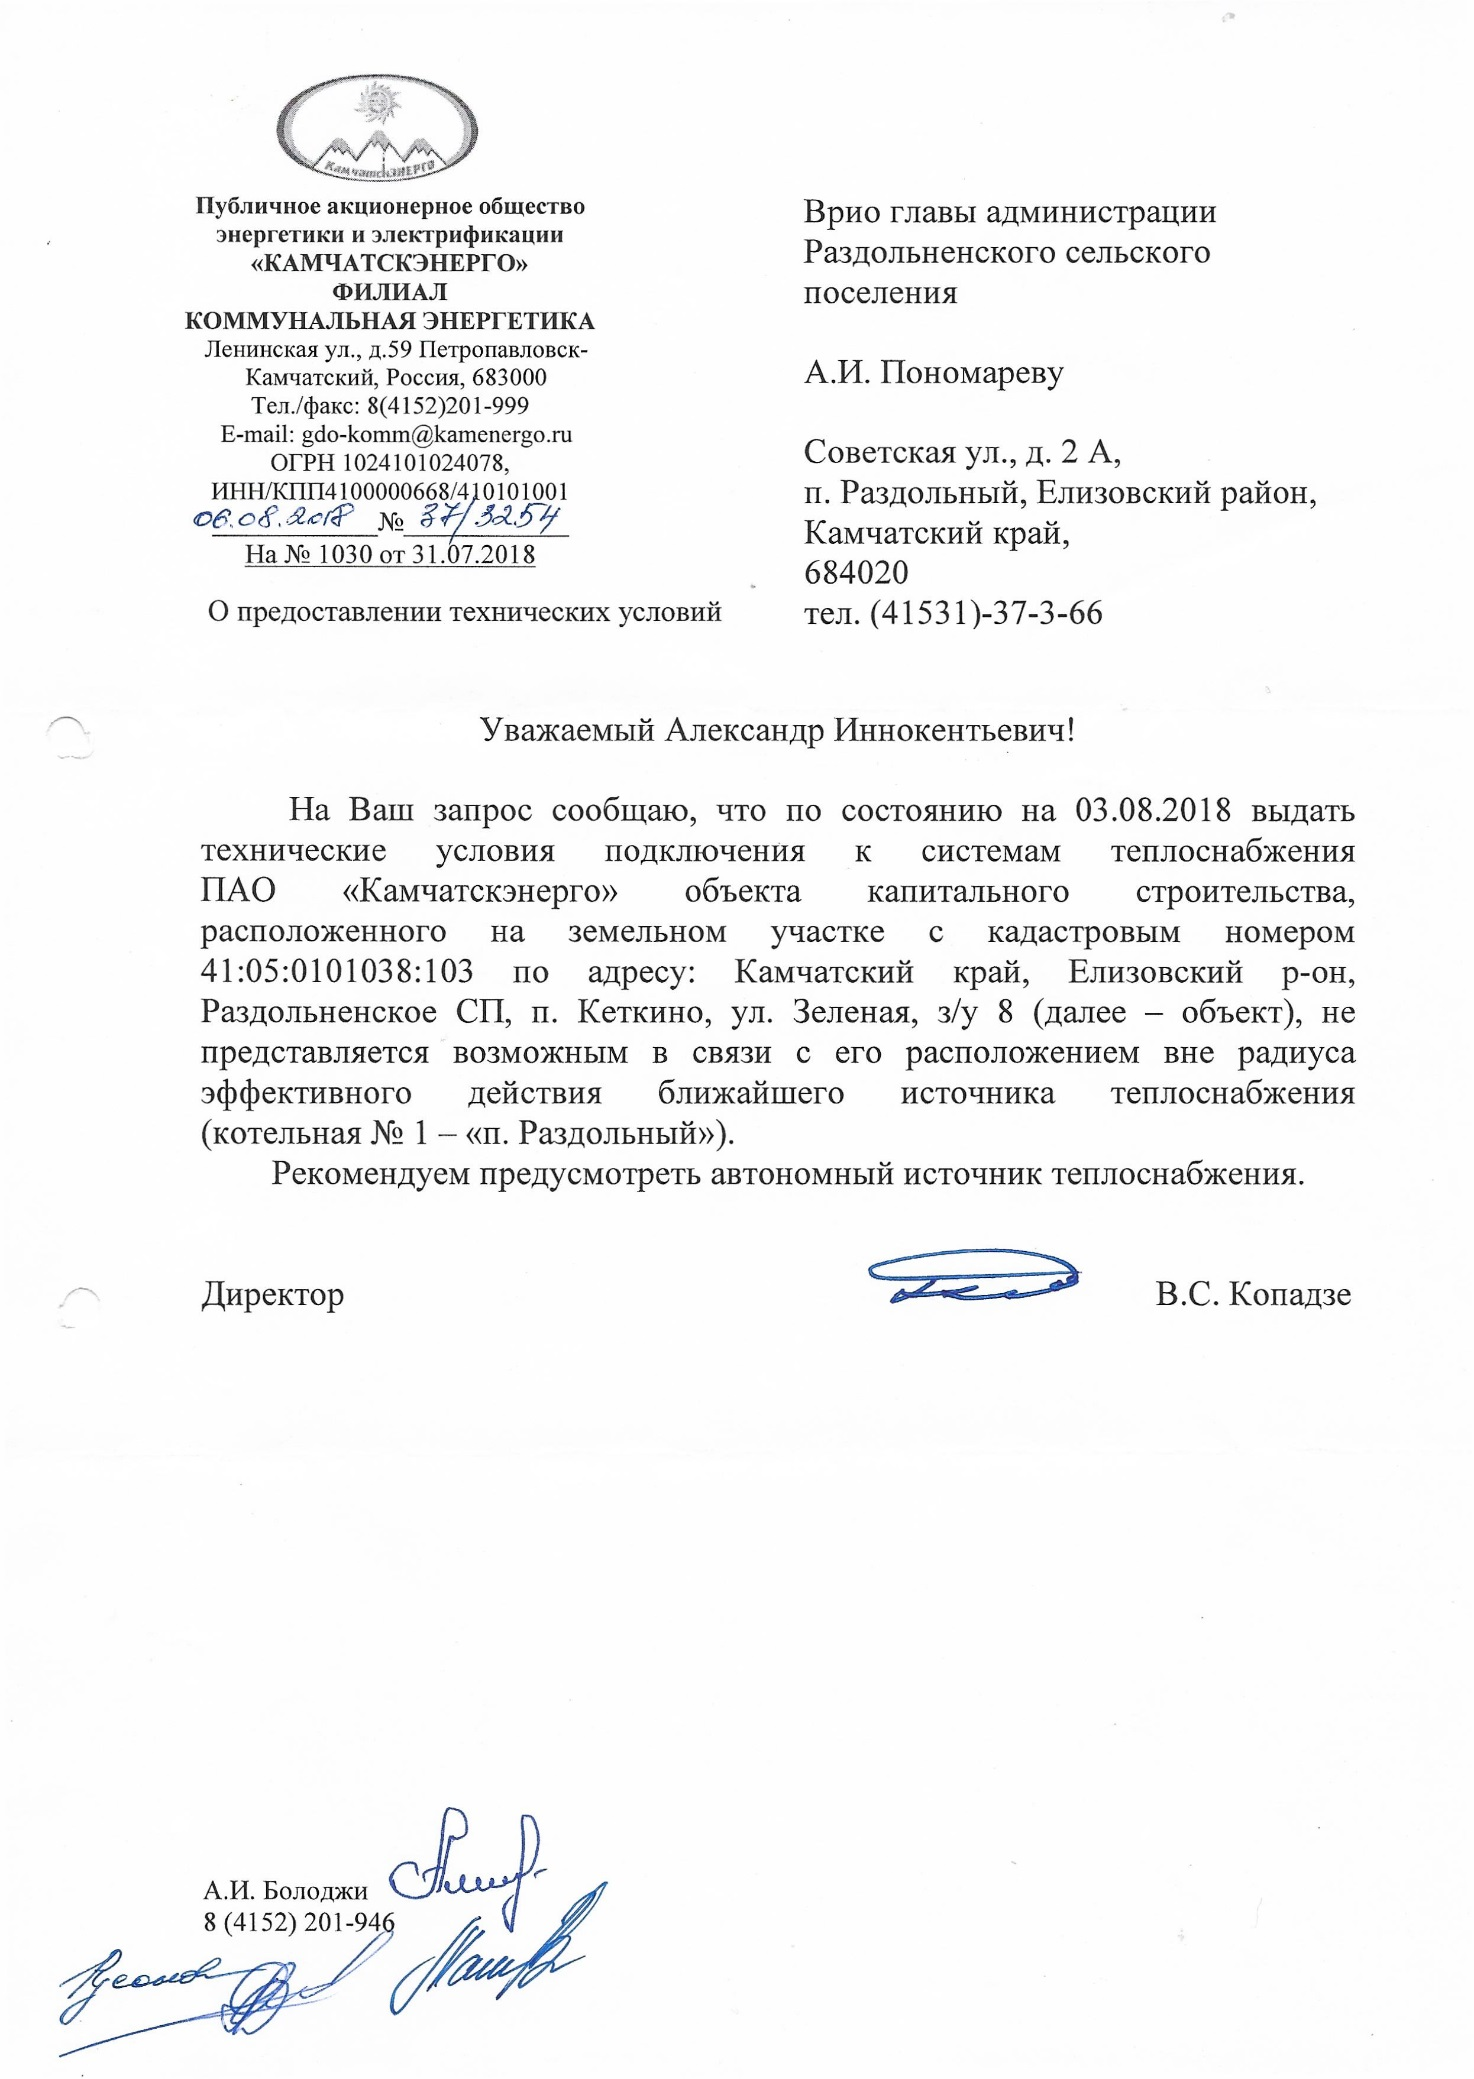 КамчатскЭНЕРГО
Публичное акционерное общество
энергетики и электрификации
«КАМЧАТСКЭНЕРГО»
ФИЛИАЛ
КОММУНАЛЬНАЯ ЭНЕРГЕТИКА
Ленинская ул., д.59 Петропавловск-
Камчатский, Россия, 683000
Тел./факс: 8(4152)201-999
E-mail: gdo-komm@kamenergo.ru
ОГРН 1024101024078,
ИНН/КПП4100000668/410101001
06.08.2018 № 37/3254
На № 1030 от 31.07.2018
О предоставлении технических условий
Врио главы администрации
Раздольненского сельского
поселения
А.И. Пономареву
Советская ул., д. 2 А,
п. Раздольный, Елизовский район,
Камчатский край,
684020
тел. (41531)-37-3-66
Уважаемый Александр Иннокентьевич!
На Ваш запрос сообщаю, что по состоянию на 03.08.2018 выдать
технические условия подключения к системам теплоснабжения
ПАО «Камчатскэнерго» объекта капитального строительства,
расположенного на земельном участке с кадастровым номером
41:05:0101038:103 по адресу: Камчатский край, Елизовский р-он,
Раздольненское СП, п. Кеткино, ул. Зеленая, з/у 8 (далее – объект), не
представляется возможным в связи с его расположением вне радиуса
эффективного действия ближайшего источника теплоснабжения
(котельная № 1 – «п. Раздольный»).
Рекомендуем предусмотреть автономный источник теплоснабжения.
Директор В.С. Копадзе
А.И. Болоджи
8 (4152) 201-946